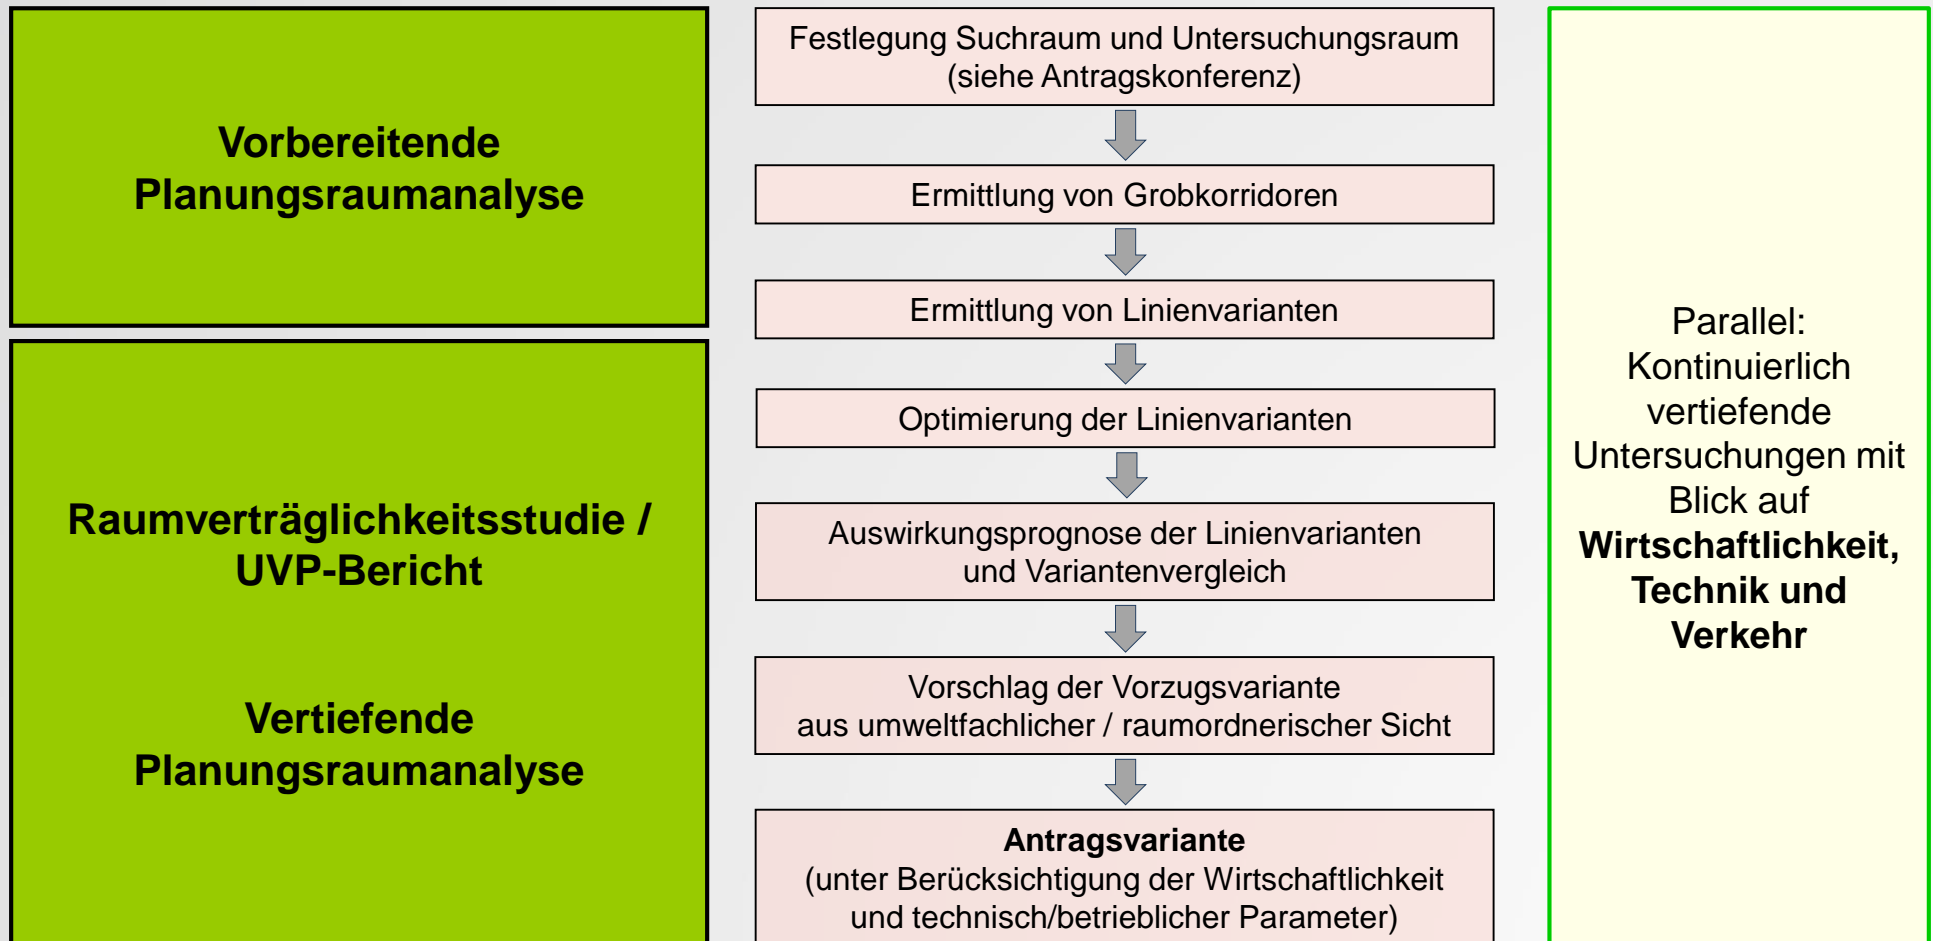 Vorbereitende
Planungsraumanalyse
Raumverträglichkeitsstudie /
UVP-Bericht
Vertiefende
Planungsraumanalyse
Festlegung Suchraum und Untersuchungsraum
(siehe Antragskonferenz)
Ermittlung von Grobkorridoren
Ermittlung von Linienvarianten
Optimierung der Linienvarianten
Auswirkungsprognose der Linienvarianten
und Variantenvergleich
Vorschlag der Vorzugsvariante
aus umweltfachlicher / raumordnerischer Sicht
Antragsvariante
(unter Berücksichtigung der Wirtschaftlichkeit
und technisch/betrieblicher Parameter)
Parallel:
Kontinuierlich
vertiefende
Untersuchungen mit
Blick auf
Wirtschaftlichkeit,
Technik und
Verkehr